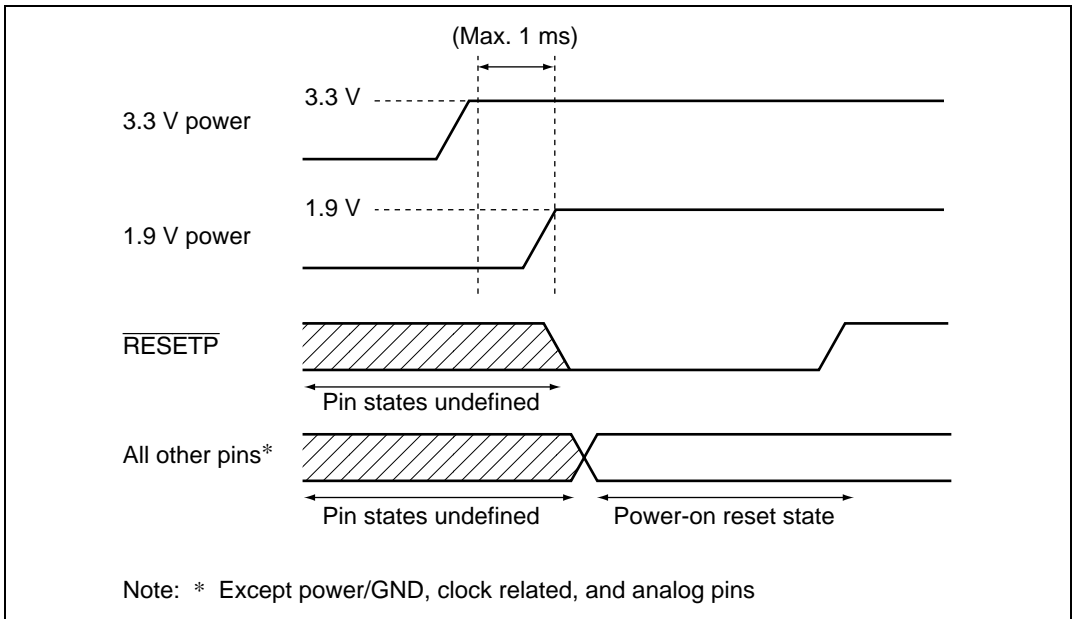 (Max. 1 ms)
3.3 V
3.3 V power
1.9 V
1.9 V power
RESETP
Pin states undefined
All other pins*
Pin states undefined
Power-on reset state
Note: * Except power/GND, clock related, and analog pins